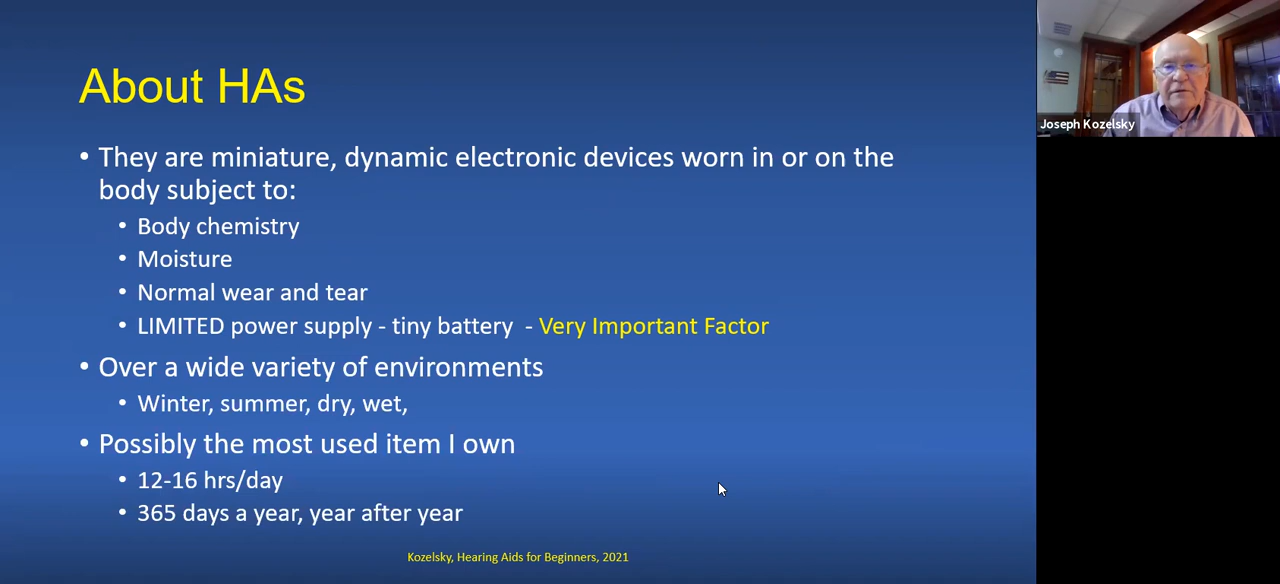 About HAs
• They are miniature, dynamic electronic devices worn in or on the
body subject to:
• Body chemistry
• Moisture
• Normal wear and tear
• LIMITED power supply - tiny battery - Very Important Factor
• Over a wide variety of environments
• Winter, summer, dry, wet,
• Possibly the most used item I own
• 12-16 hrs/day
• 365 days a year, year after year
Kozelsky, Hearing Aids for Beginners, 2021
Joseph Kozelsky